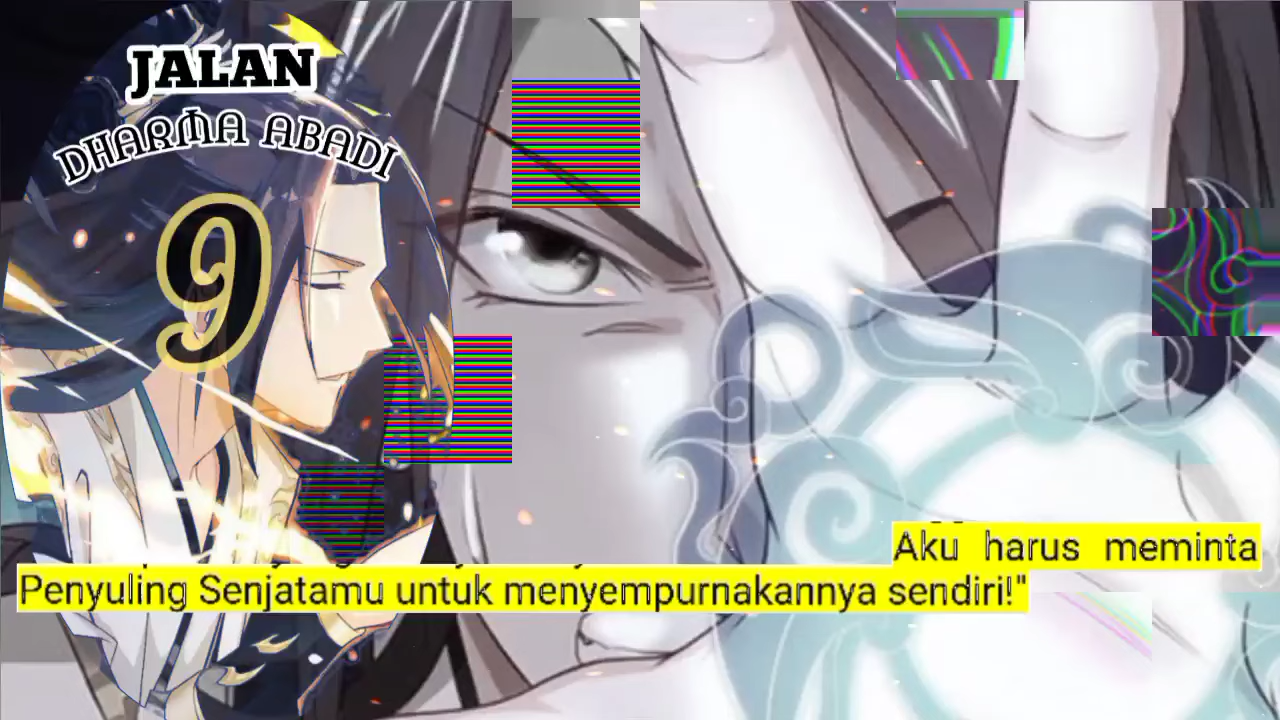 JALAN
DHARMA ABADI
9
Aku harus meminta
Penyuling Senjatamu untuk menyempurnakannya sendiri!"